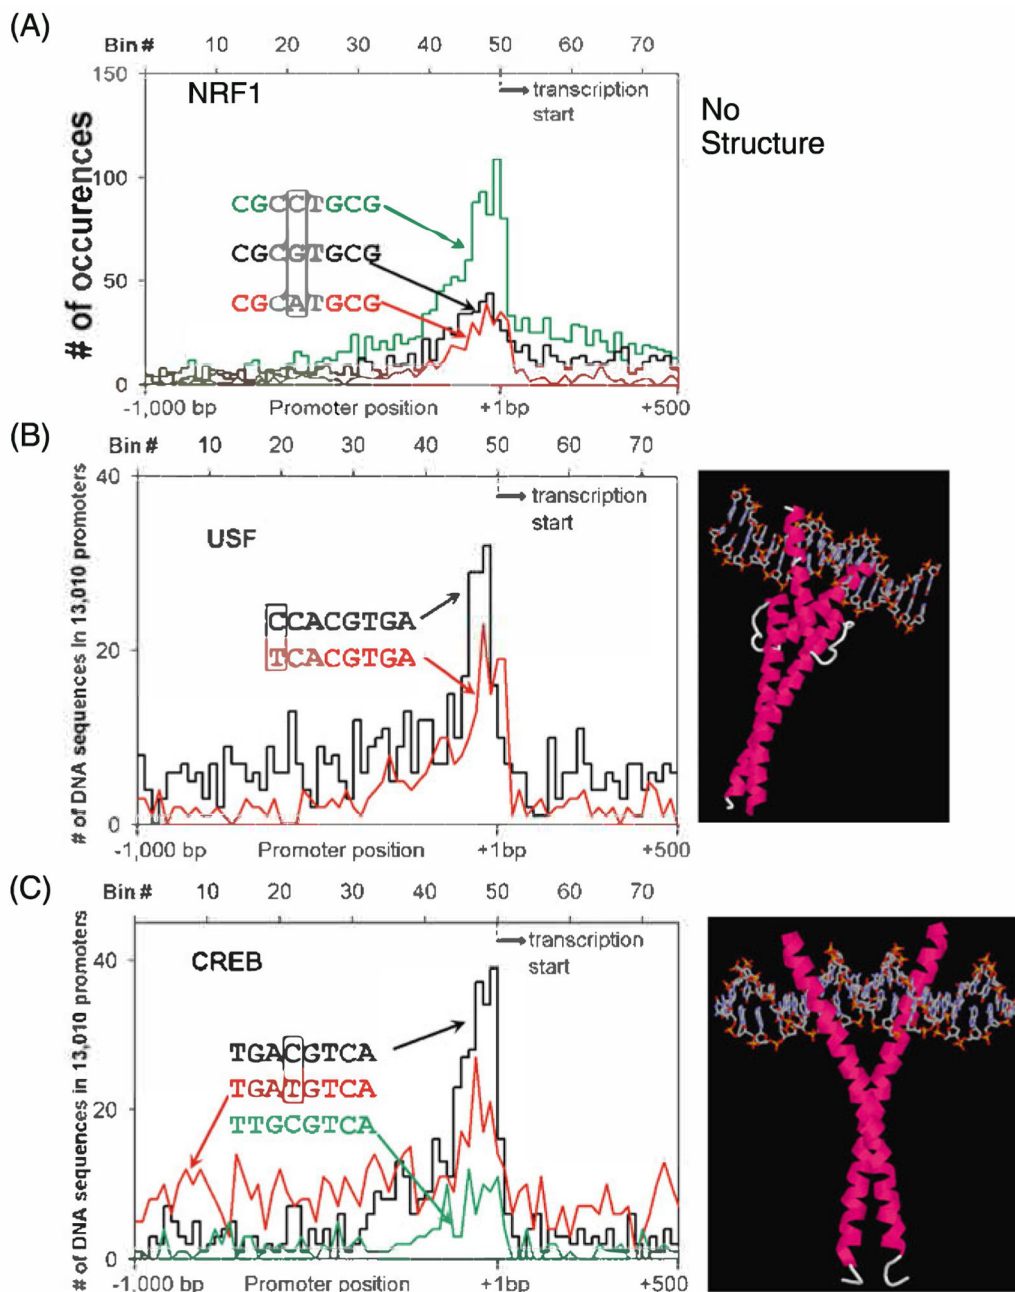 (A)
Bin # 10 20 30 40 50 60 70
150
NRF1
transcription
start
No
Structure
100
CGCCTGCG
CGCGTGCG
50
CGCATGCG
0
# of occurences
-1,000 bp Promoter position +1bp +500
(B)
Bin # 10 20 30 40 50 60 70
40
transcription
start
USF
CCACGTGA
20
TCACGTGA
0
# of DNA sequences in 13,010 promoters
-1,000 bp Promoter position +1bp +500
(C)
Bin # 10 20 30 40 50 60 70
transcription
start
40
CREB
TGACGTCA
TGATGTCA
20
TTGCGTCA
0
# of DNA sequences in 13,010 promoters
-1,000 bp Promoter position +1bp +500